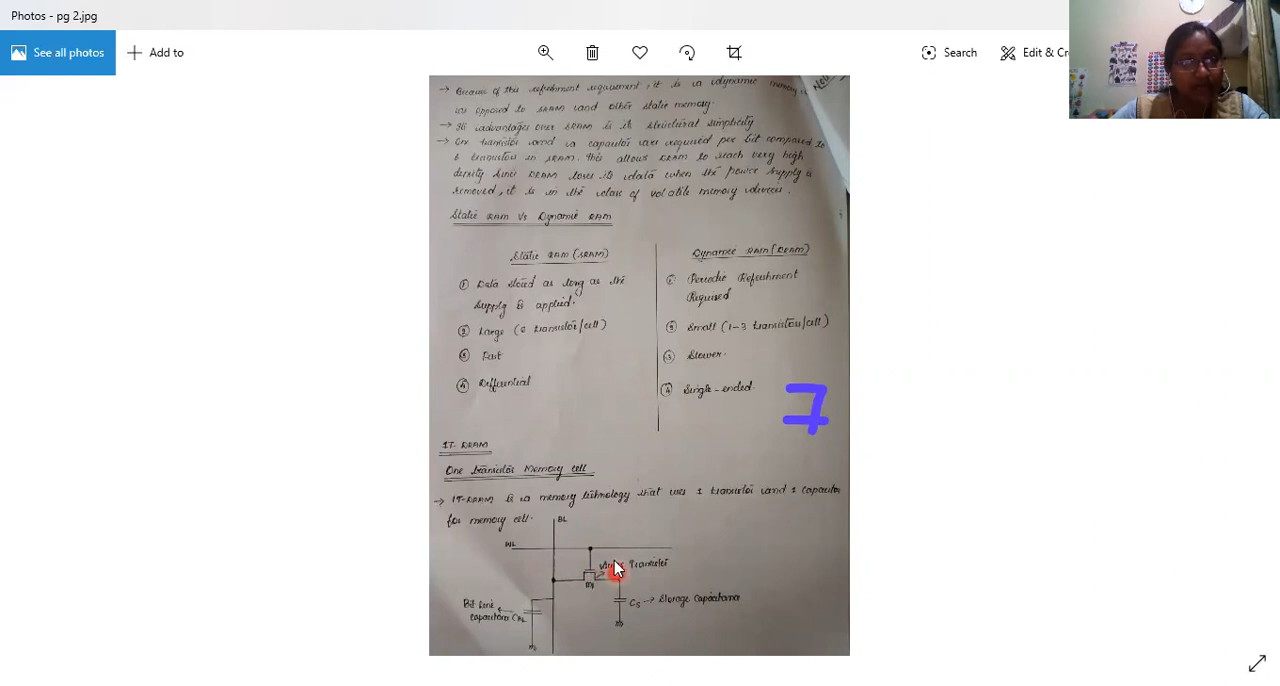 Photos - pg 2.jpg
See all photos
Add to
Search
Edit & Cr
→ Because of this refreshment requirement, it is a dynamic memory
as opposed to SRAM and other static memory.
→ Its advantages over SRAM is its structural simplicity
→ One transistor and a capacitor are required per bit compared to
6 transistors in SRAM. This allows DRAM to reach very high
density since DRAM loses its data when the power supply is
removed, it is in the class of volatile memory devices.
Static RAM Vs Dynamic RAM
Static RAM (SRAM)
① Data stored as long as the
supply is applied.
② Large ( transistor/cell)
③ Fast
④ Differential
Dynamic RAM (DRAM)
① Periodic Refreshment
Required
② Small (1-3 transistors/cell)
③ Slower.
④ Single-ended.
7
1T-DRAM
One transistor Memory cell
→ 1T-DRAM is a memory technology that uses 1 transistor and 1 capacitor
for memory cell.
BL
WL
Transistor
M1
Bit line
capacitance CBL
CS → Storage Capacitance